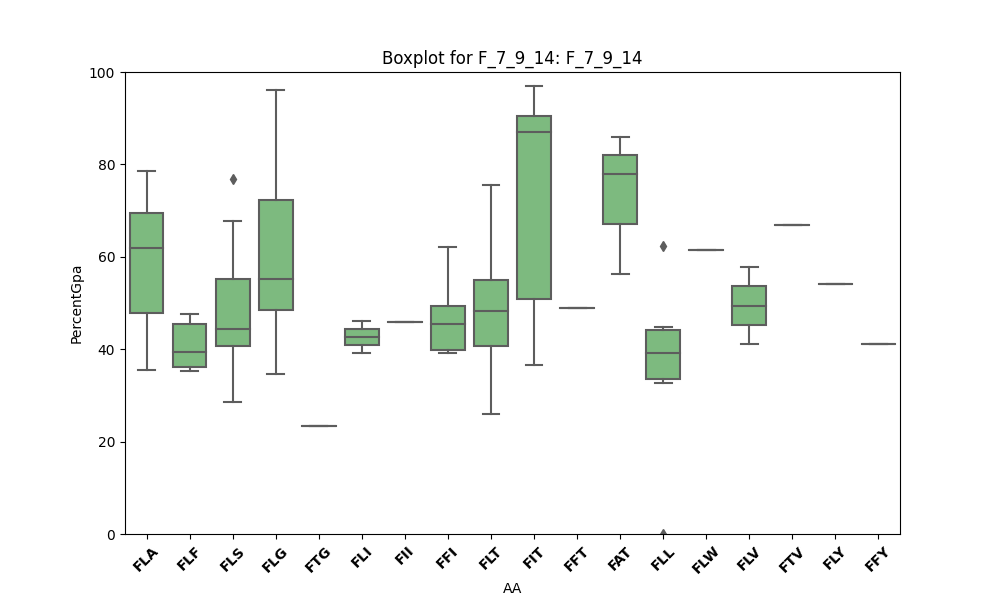 Boxplot for F_7_9_14: F_7_9_14
PercentGpa
100
80
60
40
20
0
FLA
FLF
FLS
FLG
FTG
FLI
FII
FFI
FLT
FIT
FFT
FAT
FLL
FLW
FLV
FTV
FLY
FFY
AA